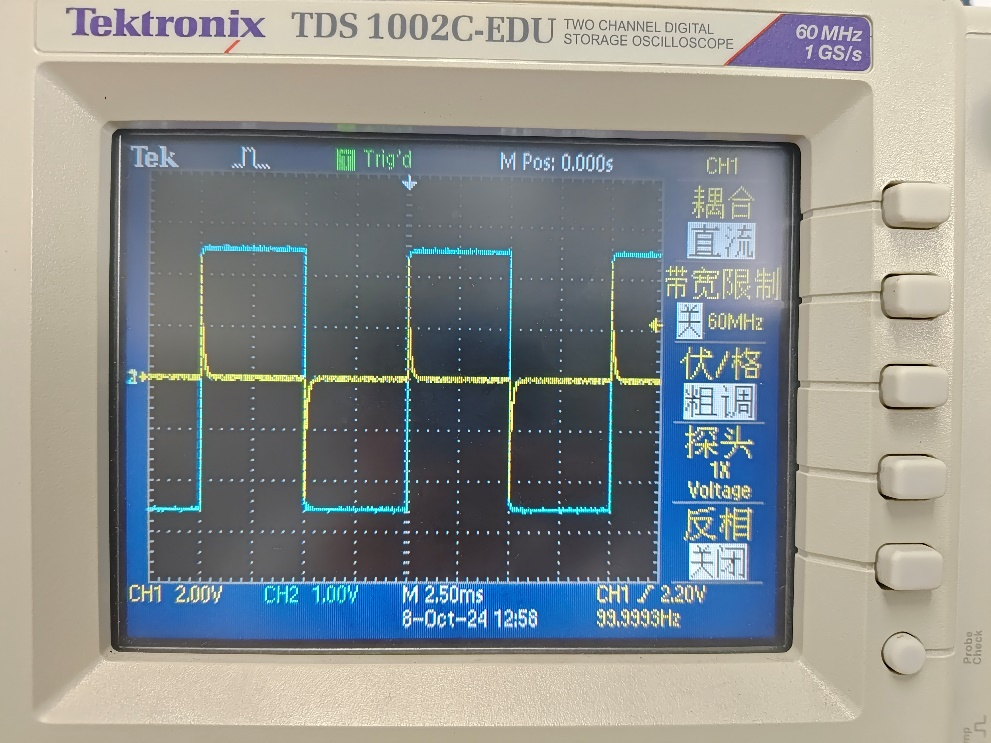 Tektronix TDS 1002C-EDU TWO CHANNEL DIGITAL STORAGE OSCILLOSCOPE
60 MHz
1 GS/s
Tek Trig'd M Pos: 0.000s CH1
耦合
直流
带宽限制
关 60MHz
伏/格
粗调
探头
1X
Voltage
反相
关闭
2
CH1 2.00V CH2 1.00V M 2.50ms CH1 2.20V
8-Oct-24 12:58 99.9993Hz
Probe
Check